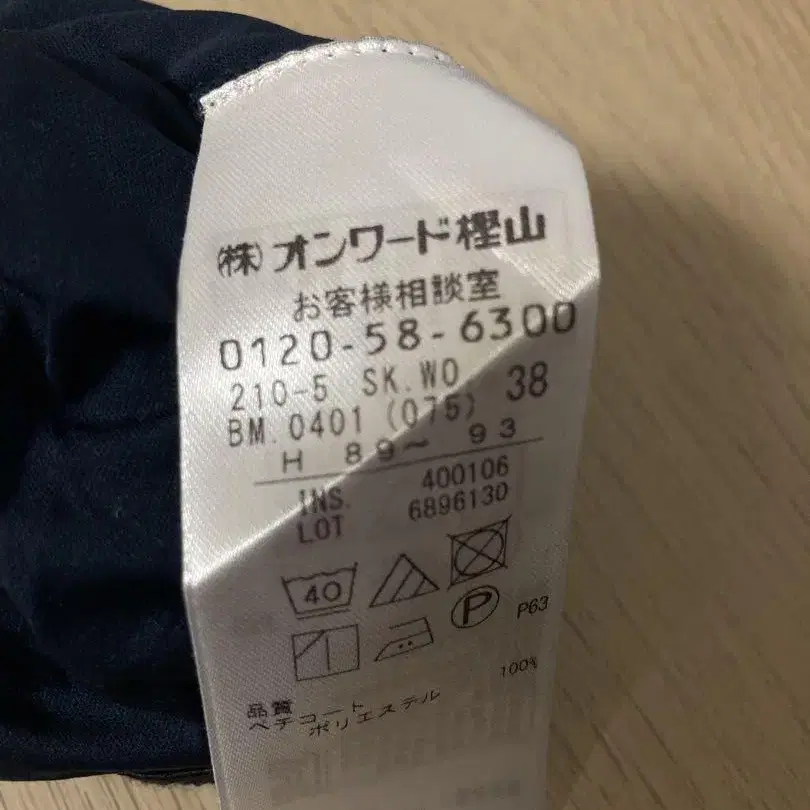 ㈱オンワード樫山
お客様相談室
0120-58-6300
210-5 SK.WO 38
BM.0401 (075)
H 89～ 93
INS. 400106
LOT 6896130
40
P P63
品質
ペチコート
ポリエステル 100%